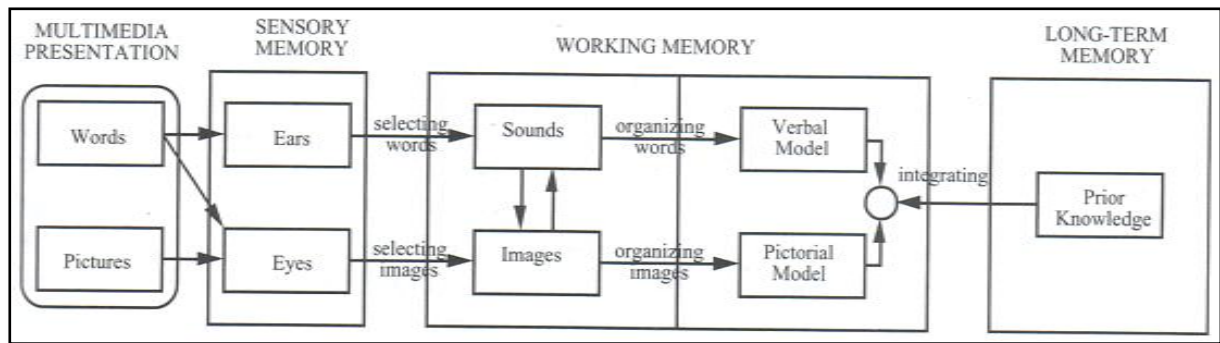 MULTIMEDIA
PRESENTATION
SENSORY
MEMORY
WORKING MEMORY
LONG-TERM
MEMORY
Words
Ears
selecting
words
Sounds
organizing
words
Verbal
Model
integrating
Prior
Knowledge
Pictures
Eyes
selecting
images
Images
organizing
images
Pictorial
Model